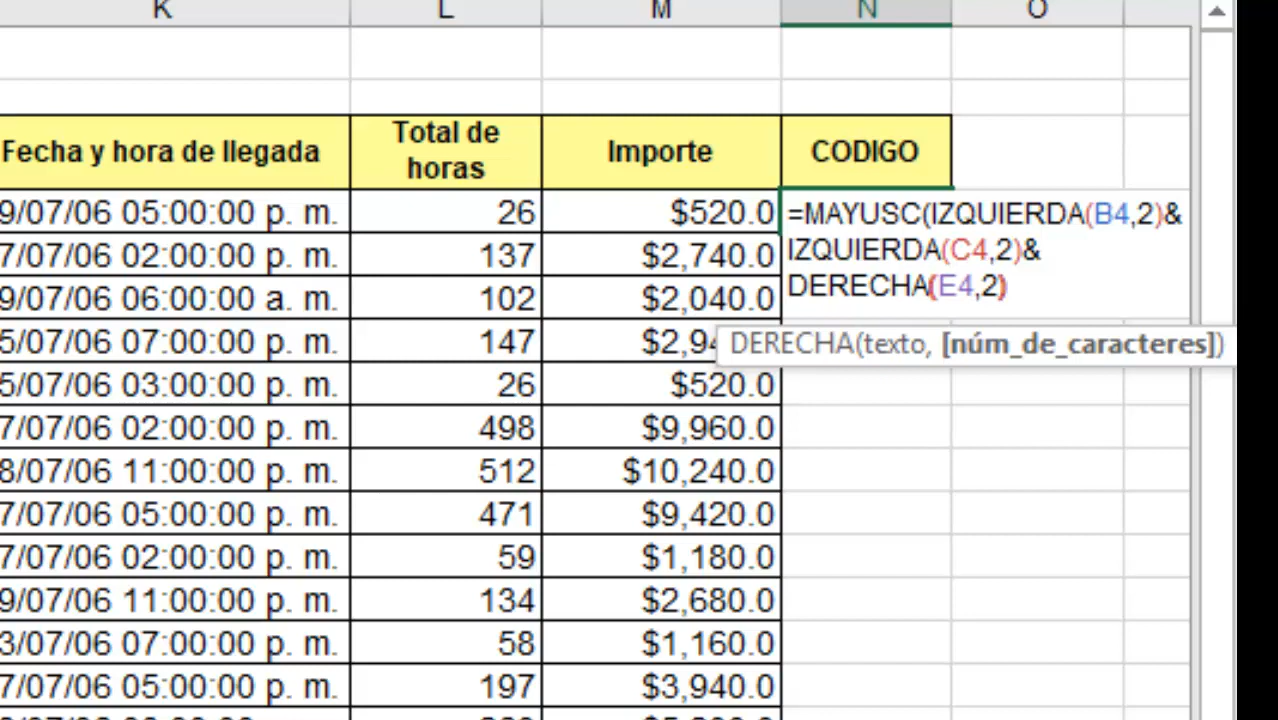 K L M N O
Fecha y hora de llegada Total de horas Importe CODIGO
9/07/06 05:00:00 p. m. 26 $520.0 =MAYUSC(IZQUIERDA(B4,2)&
IZQUIERDA(C4,2)&
DERECHA(E4,2)
7/07/06 02:00:00 p. m. 137 $2,740.0
9/07/06 06:00:00 a. m. 102 $2,040.0
5/07/06 07:00:00 p. m. 147 $2,94
DERECHA(texto, [núm_de_caracteres])
5/07/06 03:00:00 p. m. 26 $520.0
7/07/06 02:00:00 p. m. 498 $9,960.0
8/07/06 11:00:00 p. m. 512 $10,240.0
7/07/06 05:00:00 p. m. 471 $9,420.0
7/07/06 02:00:00 p. m. 59 $1,180.0
9/07/06 11:00:00 p. m. 134 $2,680.0
3/07/06 07:00:00 p. m. 58 $1,160.0
7/07/06 05:00:00 p. m. 197 $3,940.0